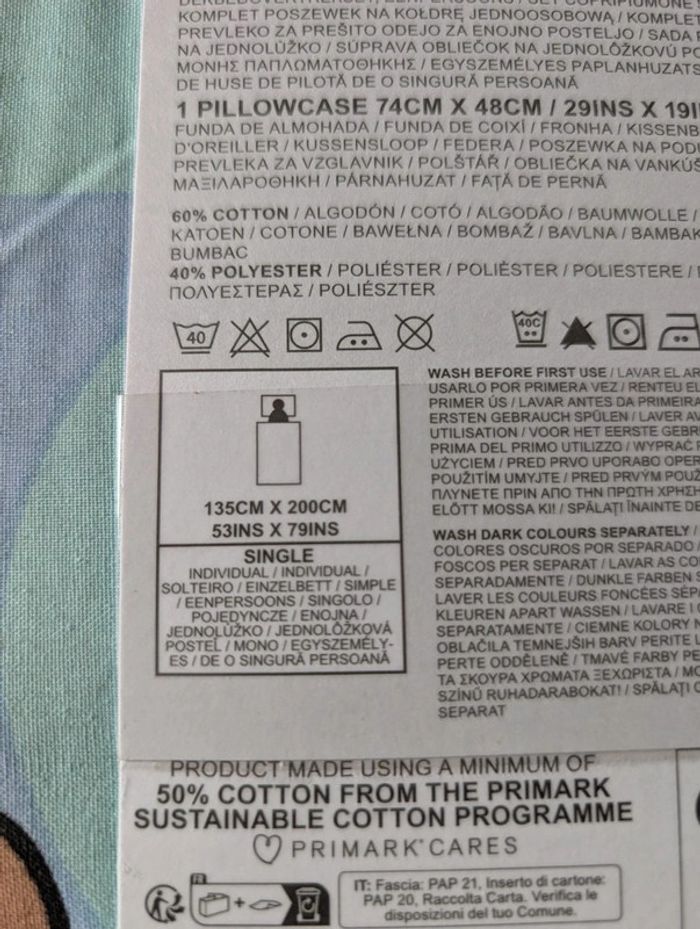 KOMPLET POSZEWEK NA KOŁDRĘ JEDNOOSOBOWĄ /
PREVLEKO ZA PREŠITO ODEJO ZA ENOJNO POSTELJO / SADA
NA JEDNOLŮŽKO / SÚPRAVA OBLIEČOK NA JEDNOLÔŽKOVÚ
ΜΟΝΗΣ ΠΑΠΛΩΜΑΤΟΘΗΚΗΣ / EGYSZEMÉLYES
DE HUSE DE PILOTĂ DE O SINGURĂ PERSOANĂ
1 PILLOWCASE 74CM X 48CM / 29INS X
FUNDA DE ALMOHADA / FUNDA DE COIXÍ / FRONHA /
D'OREILLER / KUSSENSLOOP / FEDERA / POSZEWKA NA
PREVLEKA ZA VZGLAVNIK / POLŠTÁŘ / OBLIEČKA NA
ΜΑΞΙΛΑΡΟΘΗΚΗ / PÁRNAHUZAT / FAȚĂ DE PERNĂ
60% COTTON / ALGODÓN / COTÓ / ALGODÃO / BAUMWOLLE /
KATOEN / COTONE / BAWEŁNA / BOMBAŽ / BAVLNA /
BUMBAC
40% POLYESTER / POLIÉSTER / POLIÈSTER / POLIESTERE /
ΠΟΛΥΕΣΤΕΡΑΣ / POLIÉSZTER
40
40C
135CM X 200CM
53INS X 79INS
SINGLE
INDIVIDUAL / INDIVIDUAL /
SOLTEIRO / EINZELBETT / SIMPLE
/ EENPERSOONS / SINGOLO /
POJEDYNCZE / ENOJNA /
JEDNOLŮŽKO / JEDNOLÔŽKOVÁ
POSTEL / MONO / EGYSZEMÉLY-
ES / DE O SINGURĂ PERSOANĂ
WASH BEFORE FIRST USE / LAVAR EL
USARLO POR PRIMERA VEZ / RENTEU
PRIMER ÚS / LAVAR ANTES DA PRIMEIRA
ERSTEN GEBRAUCH SPÜLEN / LAVER
UTILISATION / VOOR HET EERSTE
PRIMA DEL PRIMO UTILIZZO /
UŻYCIEM / PRED PRVO UPORABO
POUŽITÍM UMYJTE / PRED PRVÝM
ΠΛΥΝΕΤΕ ΠΡΙΝ ΑΠΟ ΤΗΝ ΠΡΩΤΗ
ELŐTT MOSSA KI! / SPĂLAȚI ÎNAINTE DE
WASH DARK COLOURS SEPARATELY /
COLORES OSCUROS POR SEPARADO
FOSCOS PER SEPARAT / LAVAR AS
SEPARADAMENTE / DUNKLE FARBEN
LAVER LES COULEURS FONCÉES
KLEUREN APART WASSEN / LAVARE
SEPARATAMENTE / CIEMNE KOLORY
OBLAČILA TEMNEJŠIH BARV PERITE
PERTE ODDĚLENĚ / TMAVÉ FARBY
ΤΑ ΣΚΟΥΡΑ ΧΡΩΜΑΤΑ ΞΕΧΩΡΙΣΤΑ /
SZÍNŰ RUHADARABOKAT! / SPĂLAȚI
SEPARAT
PRODUCT MADE USING A MINIMUM OF
50% COTTON FROM THE PRIMARK
SUSTAINABLE COTTON PROGRAMME
PRIMARK CARES
FR
IT: Fascia: PAP 21, Inserto di cartone:
PAP 20, Raccolta Carta. Verifica le
disposizioni del tuo Comune.